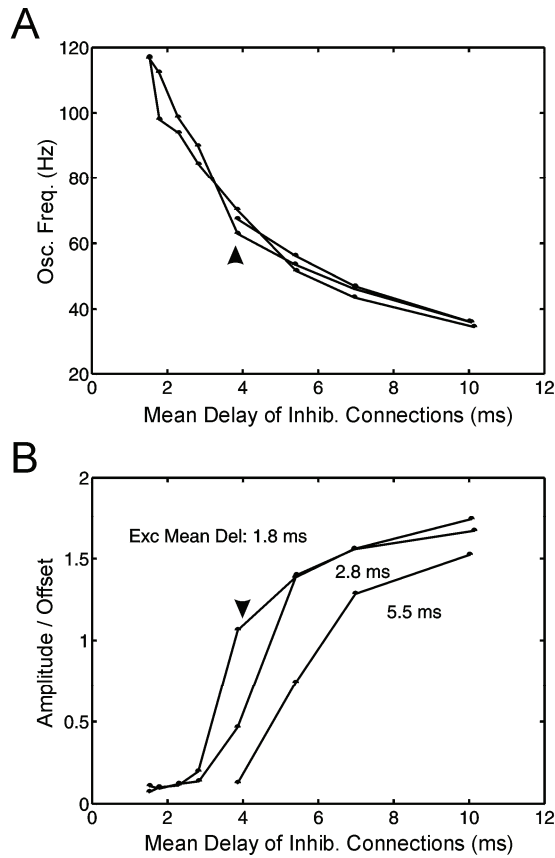 A
120
100
80
60
40
20
Osc. Freq. (Hz)
0 2 4 6 8 10 12
Mean Delay of Inhib. Connections (ms)
B
2
1.5
1
0.5
0
Amplitude / Offset
Exc Mean Del: 1.8 ms
2.8 ms
5.5 ms
0 2 4 6 8 10 12
Mean Delay of Inhib. Connections (ms)